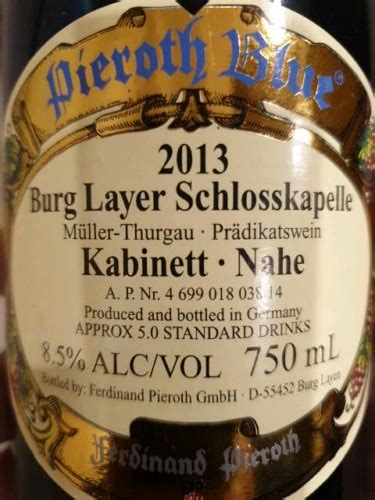 Pieroth Blue
2013
Burg Layer Schlosskapelle
Müller-Thurgau · Prädikatswein
Kabinett · Nahe
A. P. Nr. 4 699 018 038 14
Produced and bottled in Germany
APPROX 5.0 STANDARD DRINKS
8.5% ALC/VOL 750 mL
Bottled by: Ferdinand Pieroth GmbH · D-55452 Burg Layen
Ferdinand Pieroth